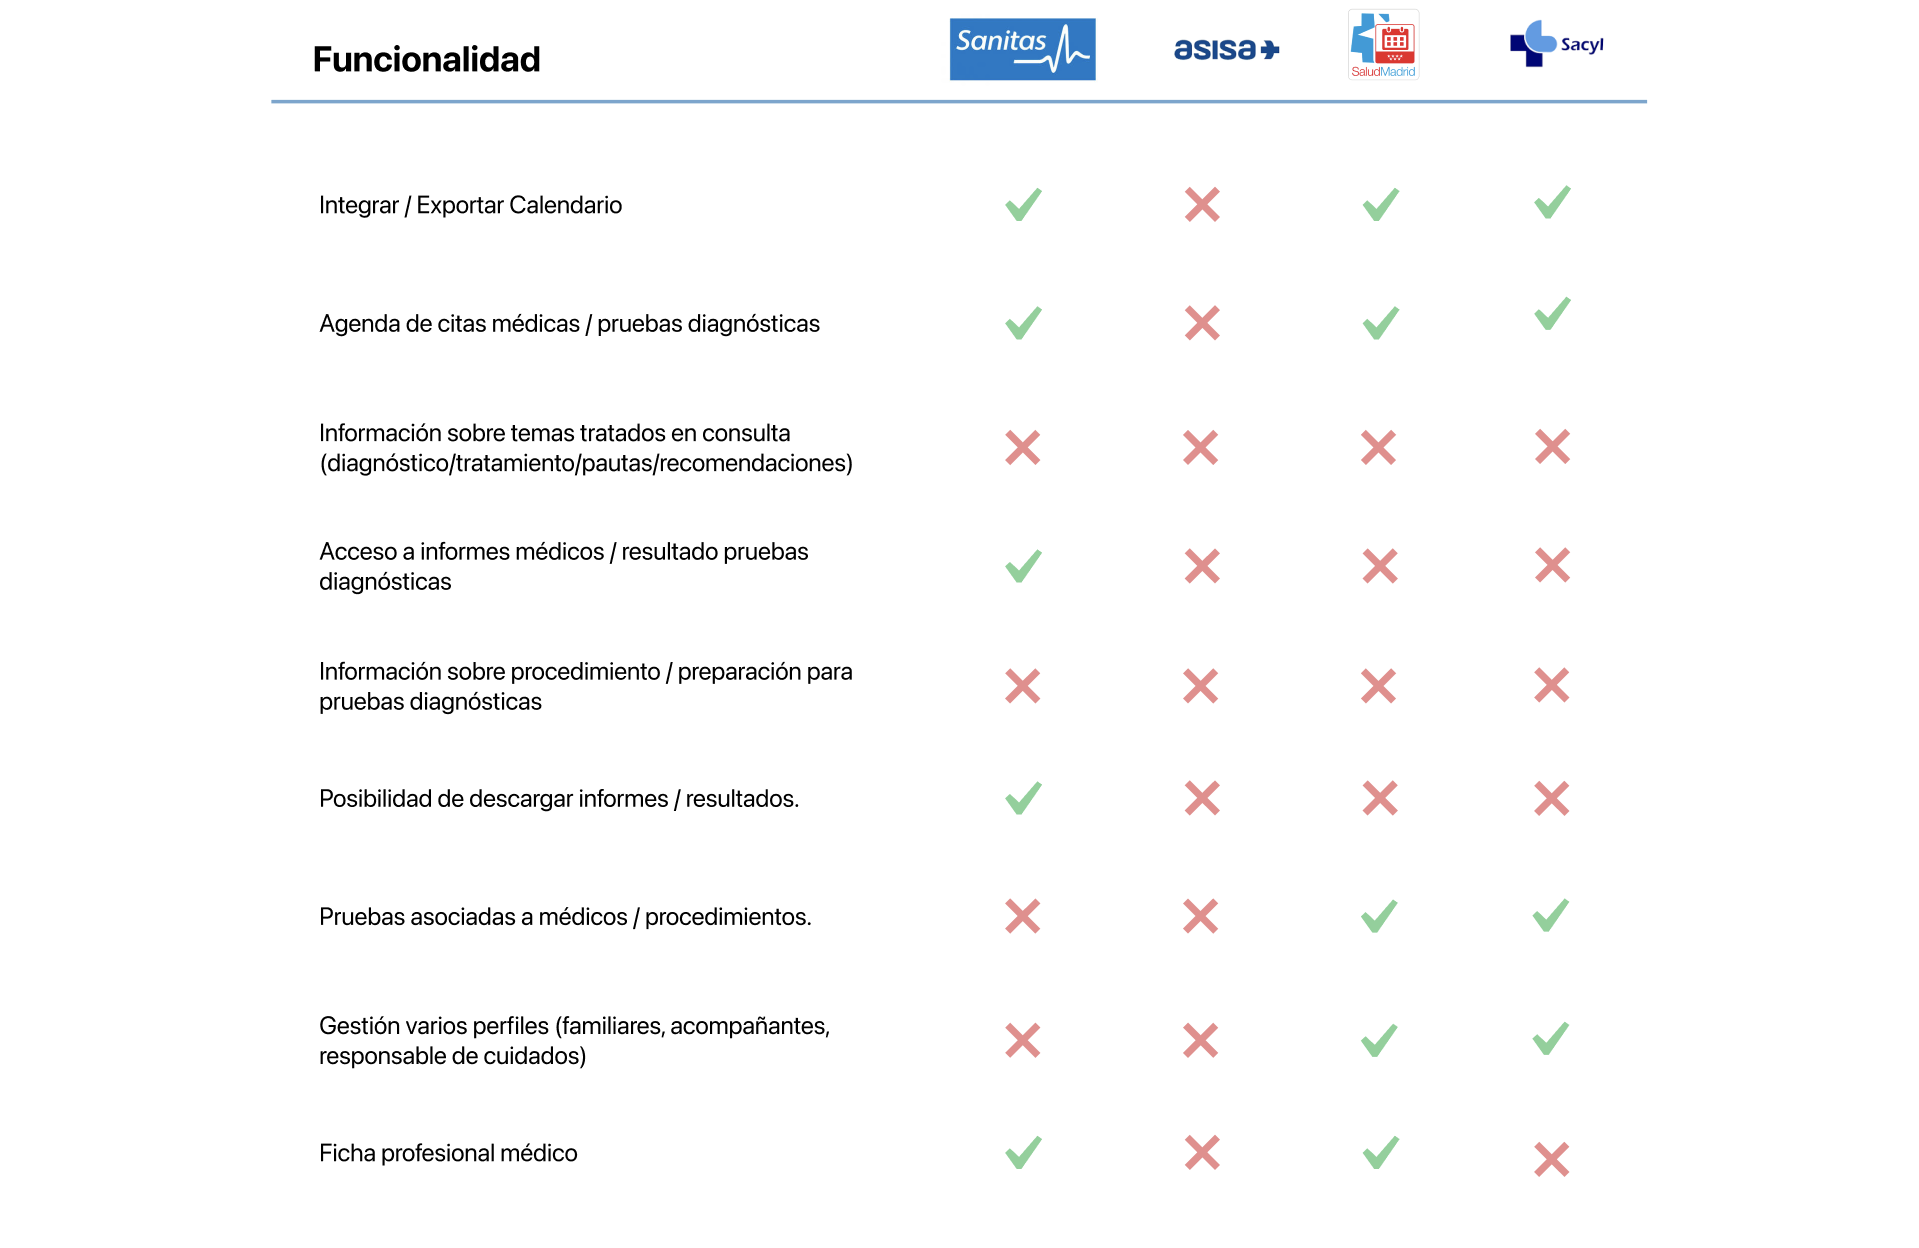 Funcionalidad
Sanitas
asisa
SaludMadrid
Sacyl
Integrar / Exportar Calendario
Agenda de citas médicas / pruebas diagnósticas
Información sobre temas tratados en consulta
(diagnóstico/tratamiento/pautas/recomendaciones)
Acceso a informes médicos / resultado pruebas
diagnósticas
Información sobre procedimiento / preparación para
pruebas diagnósticas
Posibilidad de descargar informes / resultados.
Pruebas asociadas a médicos / procedimientos.
Gestión varios perfiles (familiares, acompañantes,
responsable de cuidados)
Ficha profesional médico